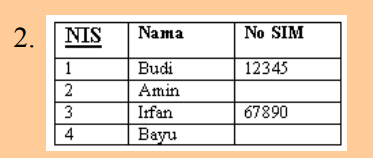 2.
NIS Nama No SIM
1 Budi 12345
2 Amin
3 Irfan 67890
4 Bayu